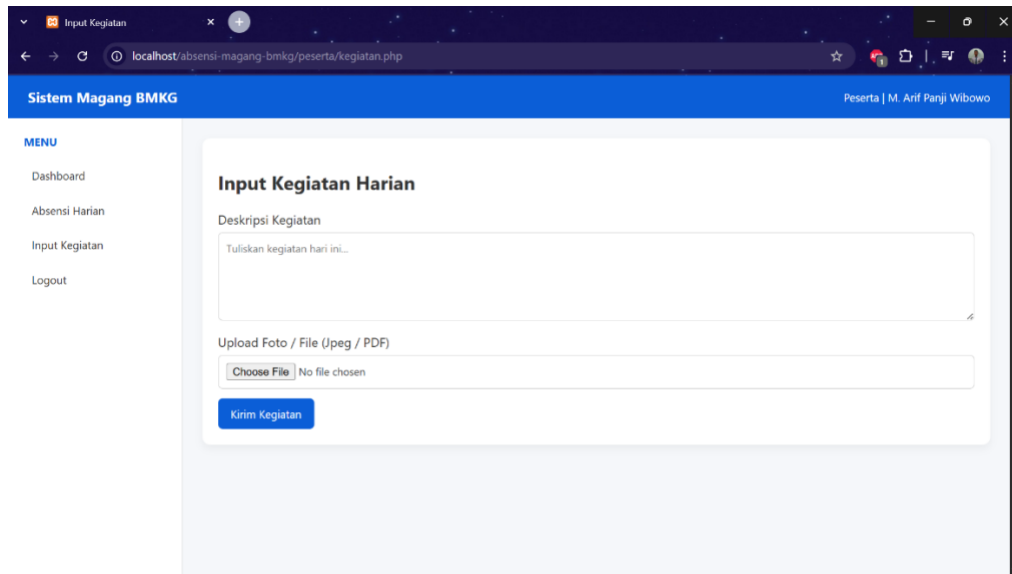 Input Kegiatan
localhost/absensi-magang-bmkg/peserta/kegiatan.php
1
Sistem Magang BMKG
Peserta | M. Arif Panji Wibowo
MENU
Dashboard
Absensi Harian
Input Kegiatan
Logout
Input Kegiatan Harian
Deskripsi Kegiatan
Tuliskan kegiatan hari ini...
Upload Foto / File (Jpeg / PDF)
Choose File No file chosen
Kirim Kegiatan